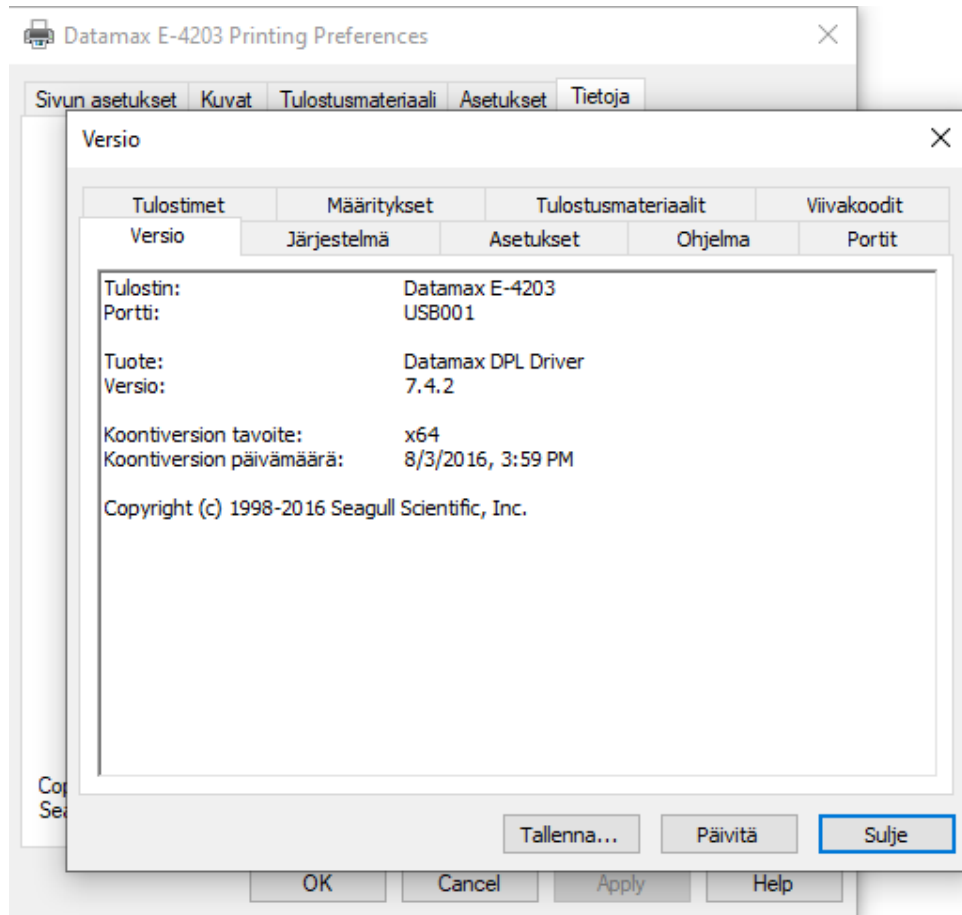 Datamax E-4203 Printing Preferences
Sivun asetukset Kuvat Tulostusmateriaali Asetukset Tietoja
Versio
Tulostimet Määritykset Tulostusmateriaalit Viivakoodit
Versio Järjestelmä Asetukset Ohjelma Portit
Tulostin: Datamax E-4203
Portti: USB001
Tuote: Datamax DPL Driver
Versio: 7.4.2
Koontiversion tavoite: x64
Koontiversion päivämäärä: 8/3/2016, 3:59 PM
Copyright (c) 1998-2016 Seagull Scientific, Inc.
Tallenna... Päivitä Sulje
OK Cancel Apply Help